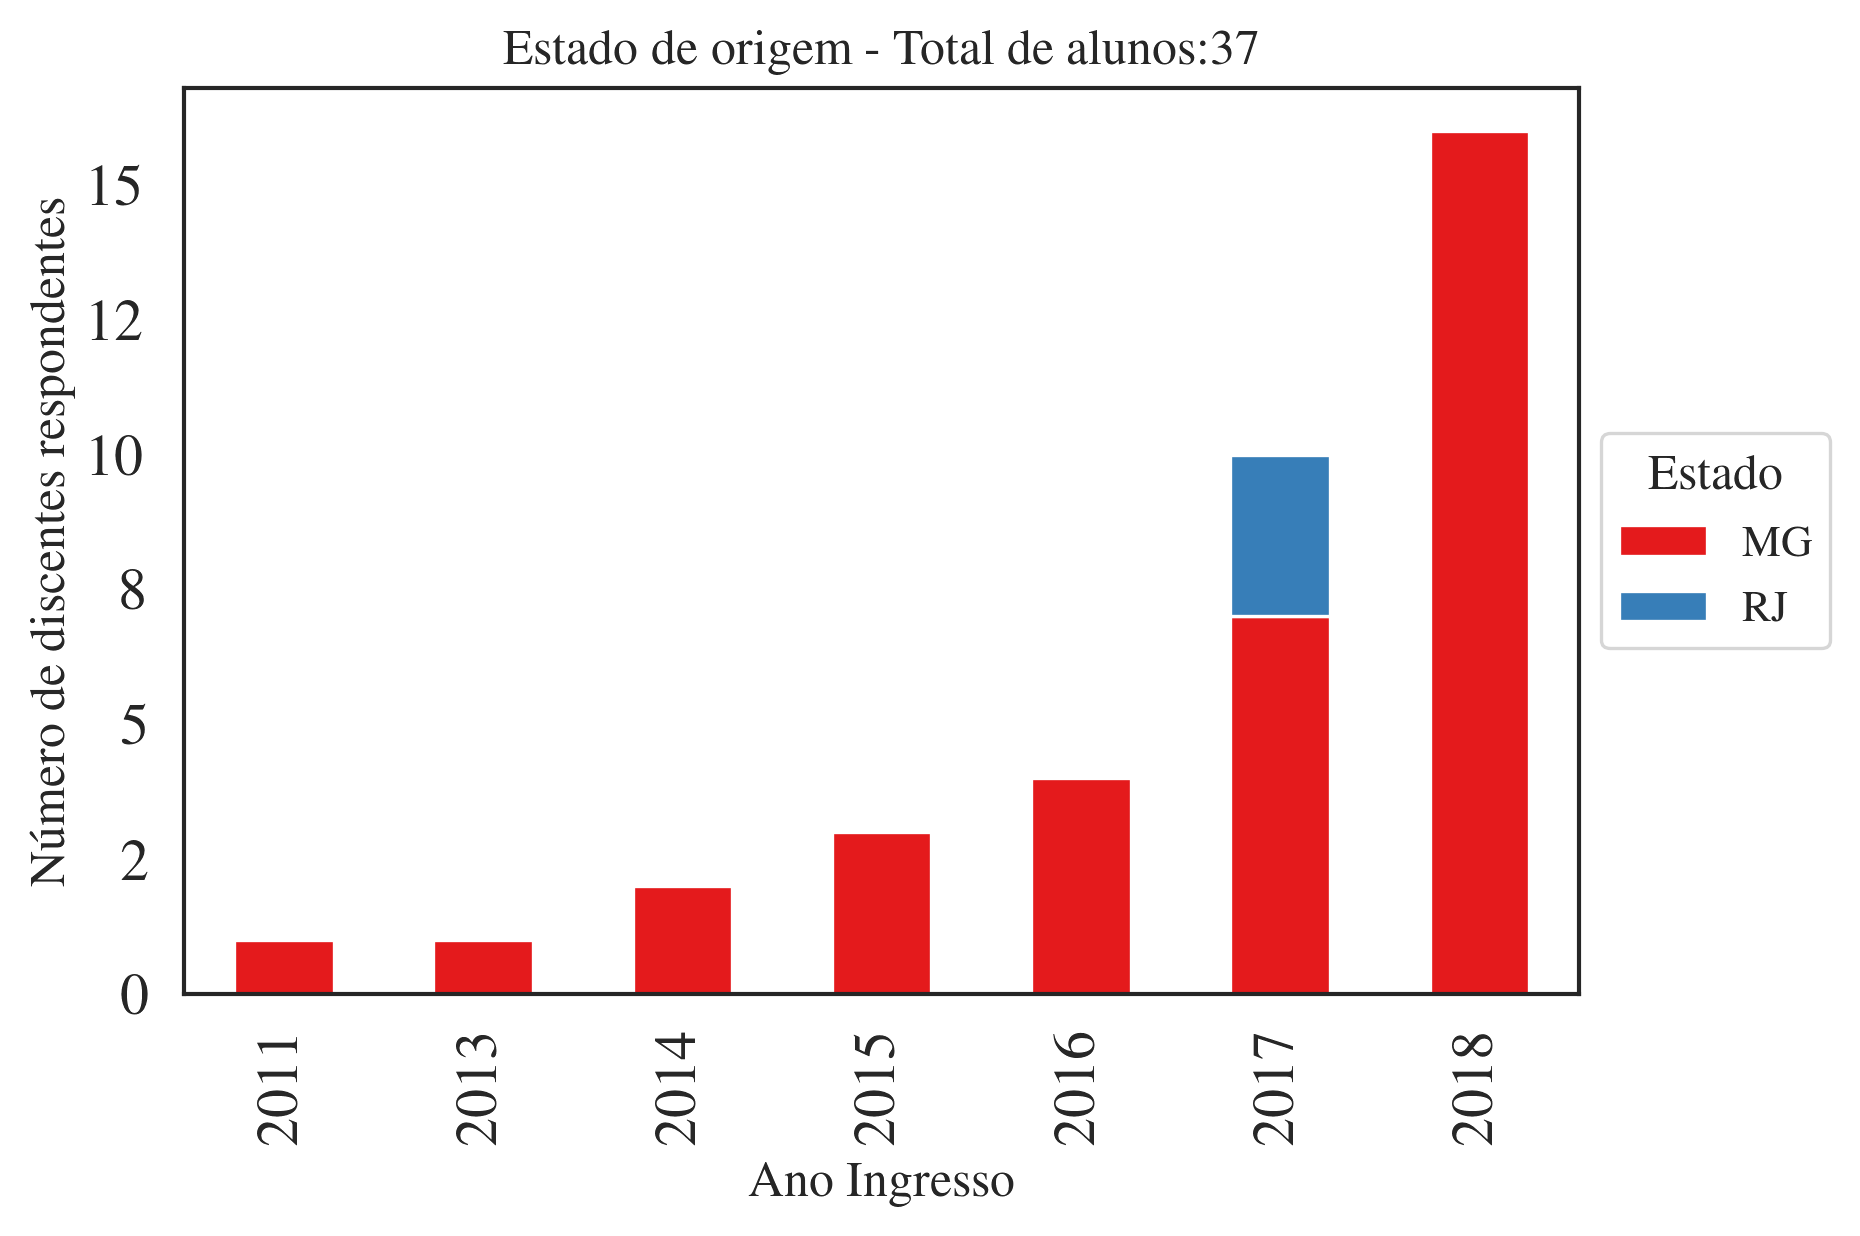 Estado de origem - Total de alunos:37
Número de discentes respondentes
15
12
10
8
5
2
0
2011
2013
2014
2015
2016
2017
2018
Ano Ingresso
Estado
MG
RJ